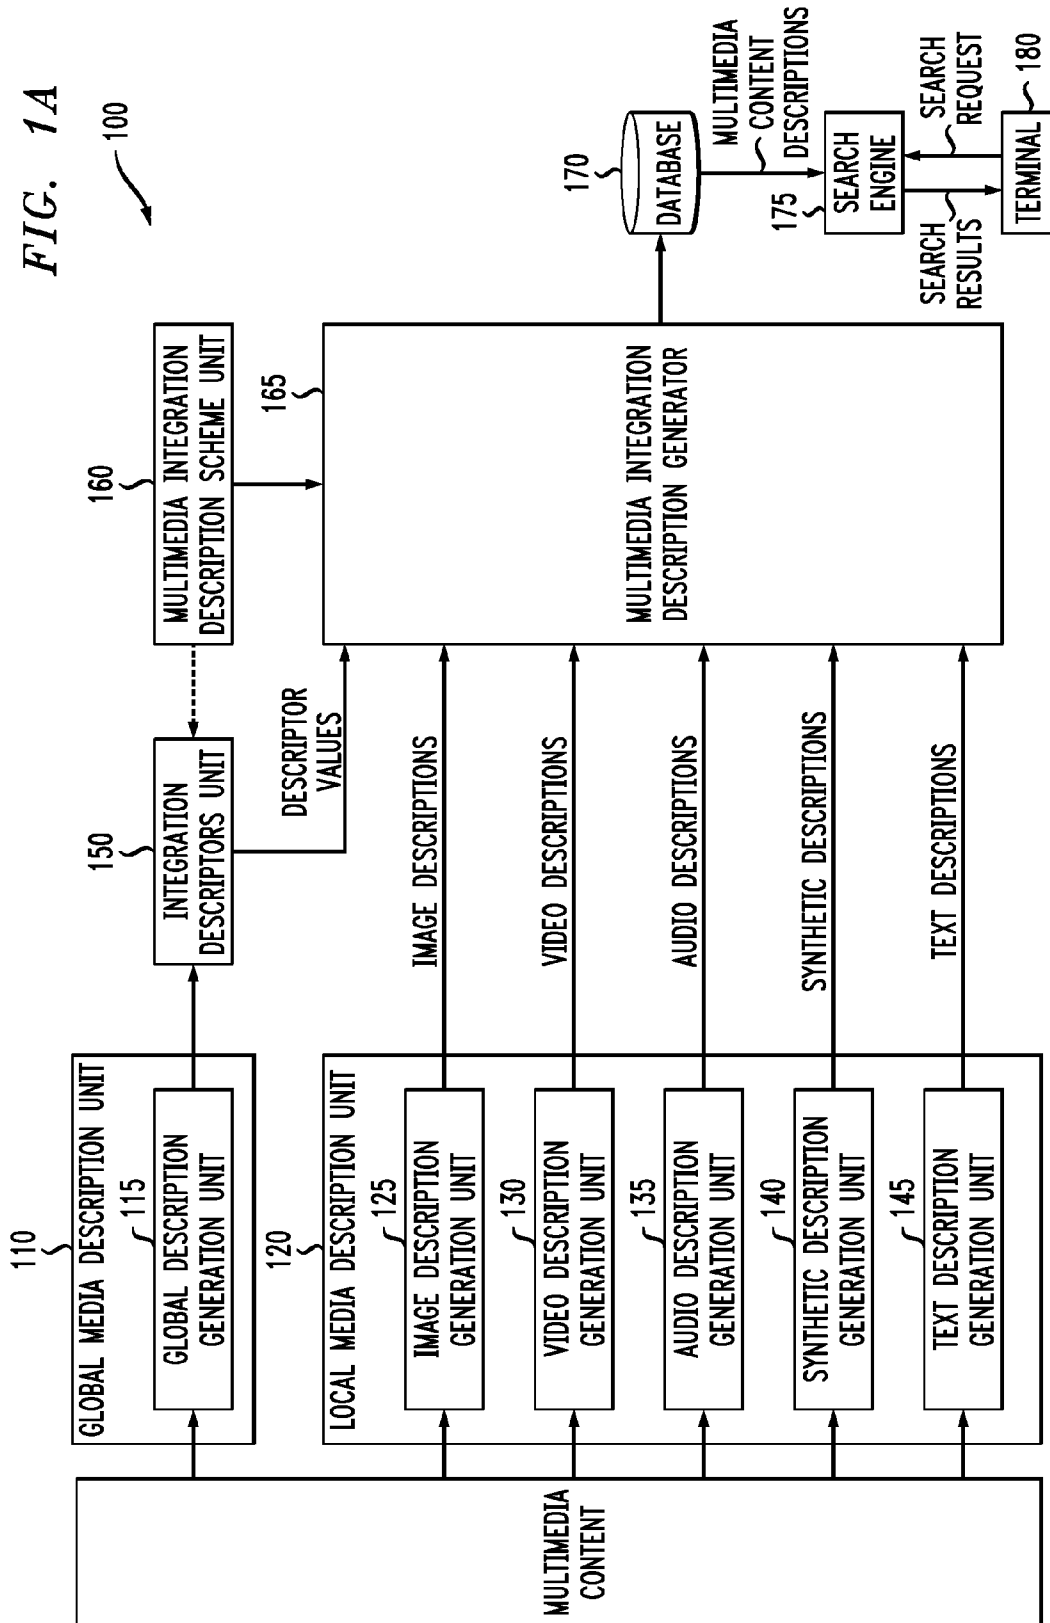 FIG. 1A
100
MULTIMEDIA
CONTENT
110
GLOBAL MEDIA DESCRIPTION UNIT
115
GLOBAL DESCRIPTION
GENERATION UNIT
120
LOCAL MEDIA DESCRIPTION UNIT
125
IMAGE DESCRIPTION
GENERATION UNIT
130
VIDEO DESCRIPTION
GENERATION UNIT
135
AUDIO DESCRIPTION
GENERATION UNIT
140
SYNTHETIC DESCRIPTION
GENERATION UNIT
145
TEXT DESCRIPTION
GENERATION UNIT
150
INTEGRATION
DESCRIPTORS UNIT
DESCRIPTOR
VALUES
IMAGE DESCRIPTIONS
VIDEO DESCRIPTIONS
AUDIO DESCRIPTIONS
SYNTHETIC DESCRIPTIONS
TEXT DESCRIPTIONS
160
MULTIMEDIA INTEGRATION
DESCRIPTION SCHEME UNIT
165
MULTIMEDIA INTEGRATION
DESCRIPTION GENERATOR
170
DATABASE
MULTIMEDIA
CONTENT
DESCRIPTIONS
175
SEARCH
ENGINE
SEARCH
RESULTS
SEARCH
REQUEST
TERMINAL
180